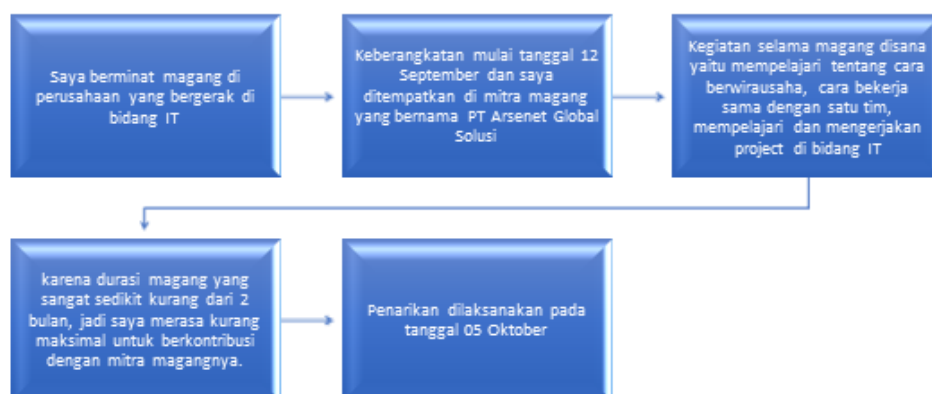 Saya berminat magang di
perusahaan yang bergerak di
bidang IT
Keberangkatan mulai tanggal 12
September dan saya
ditempatkan di mitra magang
yang bernama PT Arsenet Global
Solusi
Kegiatan selama magang disana
yaitu mempelajari tentang cara
berwirausaha, cara bekerja
sama dengan satu tim,
mempelajari dan mengerjakan
project di bidang IT
karena durasi magang yang
sangat sedikit kurang dari 2
bulan, jadi saya merasa kurang
maksimal untuk berkontribusi
dengan mitra magangnya.
Penarikan dilaksanakan pada
tanggal 05 Oktober